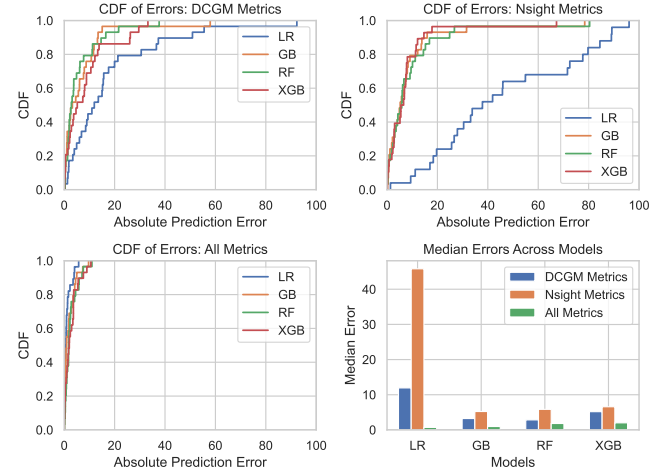 CDF of Errors: DCGM Metrics
1.0
0.8
0.6
0.4
0.2
0.0
CDF
0 20 40 60 80 100
Absolute Prediction Error
LR
GB
RF
XGB
CDF of Errors: Nsight Metrics
1.0
0.8
0.6
0.4
0.2
0.0
CDF
0 20 40 60 80 100
Absolute Prediction Error
LR
GB
RF
XGB
CDF of Errors: All Metrics
1.0
0.8
0.6
0.4
0.2
0.0
CDF
0 20 40 60 80 100
Absolute Prediction Error
LR
GB
RF
XGB
Median Errors Across Models
40
30
20
10
0
Median Error
LR GB RF XGB
Models
DCGM Metrics
Nsight Metrics
All Metrics